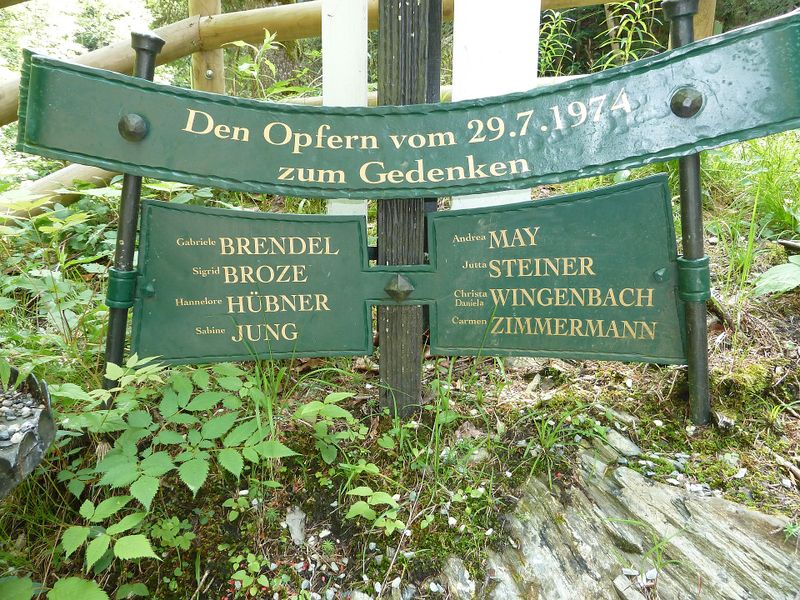 Den Opfern vom 29.7.1974
zum Gedenken
Gabriele BRENDEL
Sigrid BROZE
Hannelore HÜBNER
Sabine JUNG
Andrea MAY
Jutta STEINER
Christa Daniela WINGENBACH
Carmen ZIMMERMANN